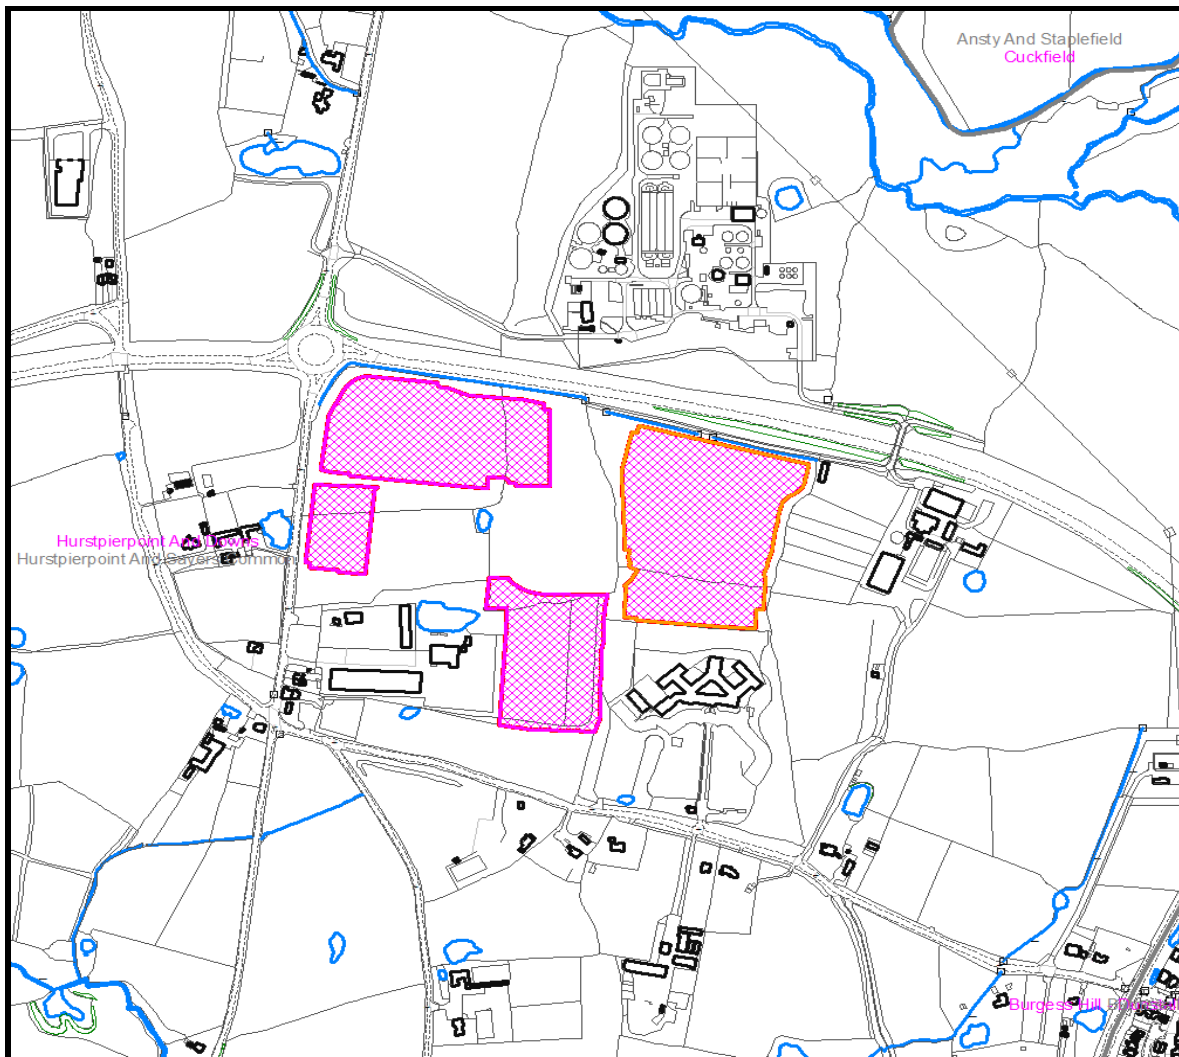 Ansty And Staplefield
Cuckfield
Hurstpierpoint And Downs
Hurstpierpoint And Sayers Common
Burgess Hill